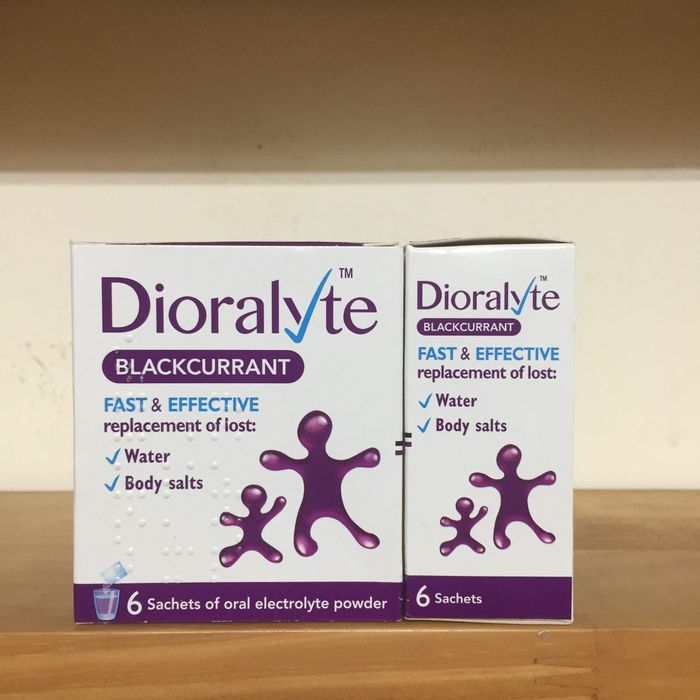 Dioralyte™
BLACKCURRANT
FAST & EFFECTIVE
replacement of lost:
Water
Body salts
6 Sachets of oral electrolyte powder
Dioralyte™
BLACKCURRANT
FAST & EFFECTIVE
replacement of lost:
Water
Body salts
6 Sachets